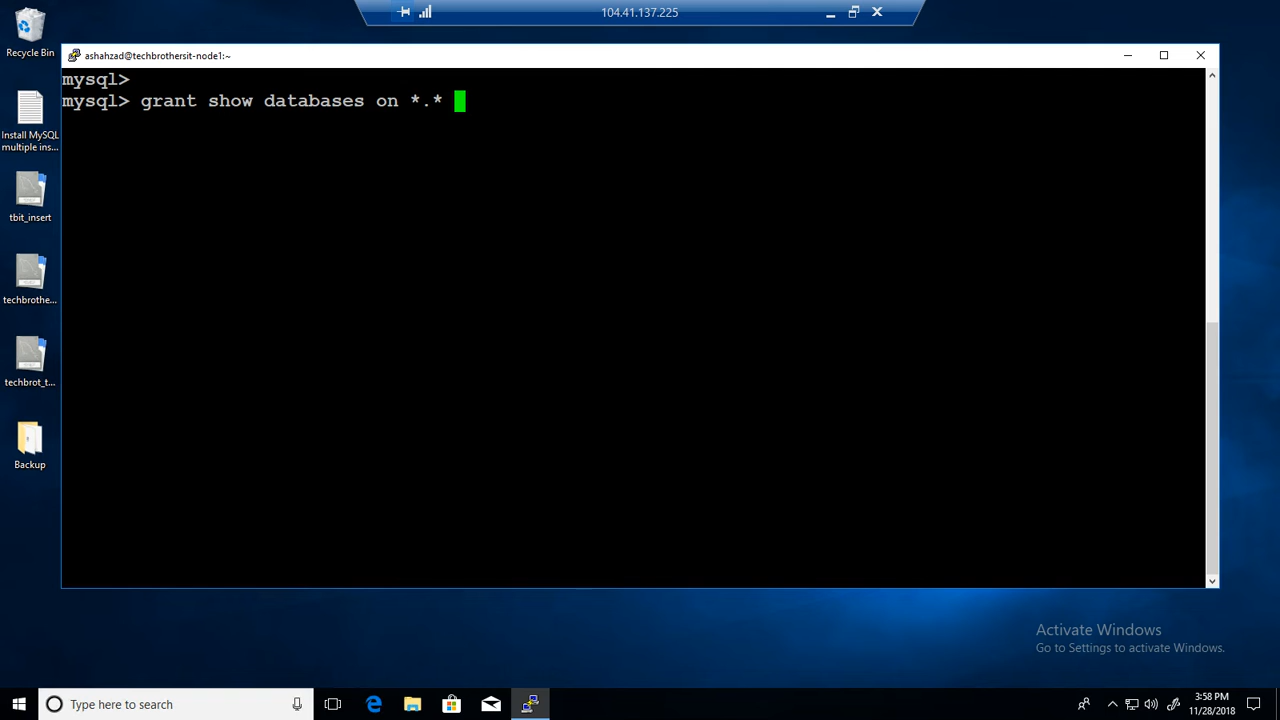 104.41.137.225
Recycle Bin
ashahzad@techbrothersit-node1:~
mysql>
mysql> grant show databases on *.*
Install MySQL
multiple ins...
tbit_insert
techbrothe...
techbrot_t...
Backup
Activate Windows
Go to Settings to activate Windows.
Type here to search
3:58 PM
11/28/2018